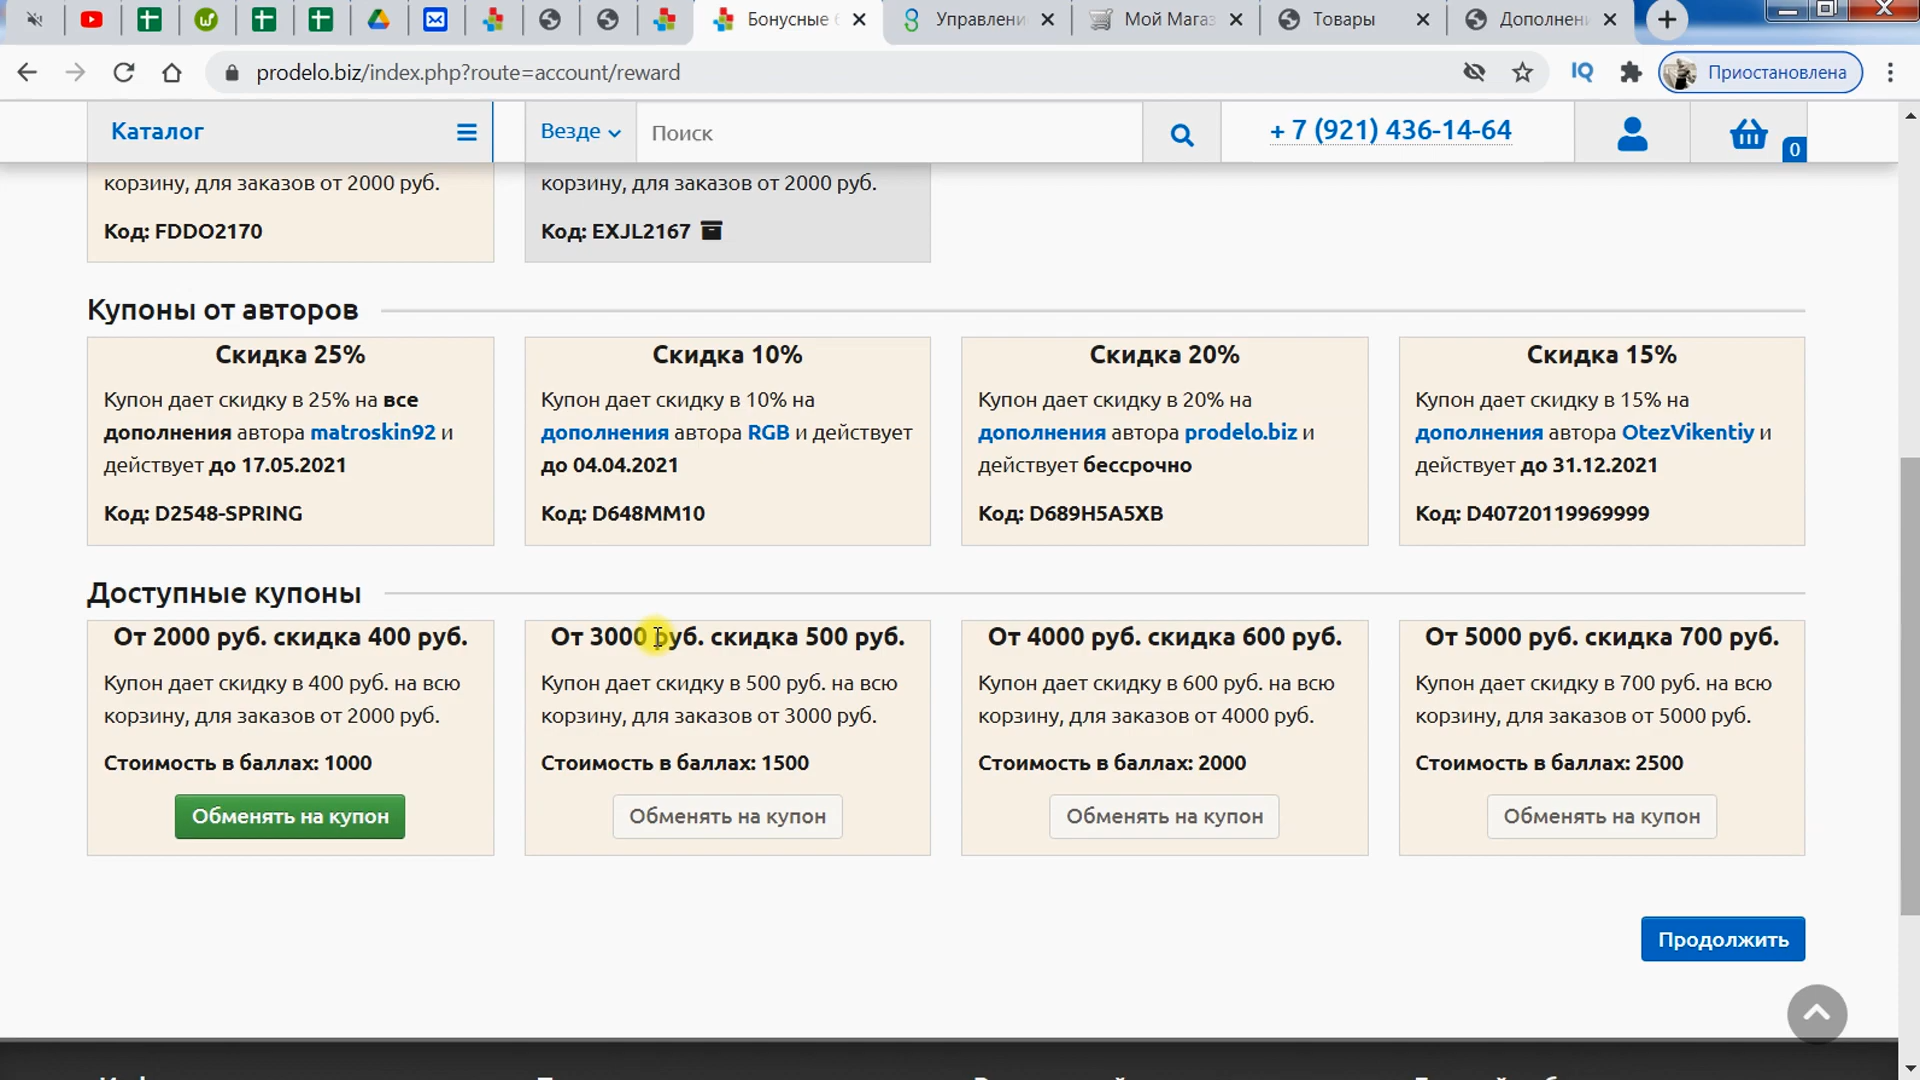 Бонусные
Управлени
Мой Мага
Товары
Дополнен
prodelo.biz/index.php?route=account/reward
IQ
Приостановлена
Каталог
Везде
Поиск
+ 7 (921) 436-14-64
0
корзину, для заказов от 2000 руб.
Код: FDDO2170
корзину, для заказов от 2000 руб.
Код: EXJL2167
Купоны от авторов
Скидка 25%
Купон дает скидку в 25% на все
дополнения автора matroskin92 и
действует до 17.05.2021
Код: D2548-SPRING
Скидка 10%
Купон дает скидку в 10% на
дополнения автора RGB и действует
до 04.04.2021
Код: D648MM10
Скидка 20%
Купон дает скидку в 20% на
дополнения автора prodelo.biz и
действует бессрочно
Код: D689H5A5XB
Скидка 15%
Купон дает скидку в 15% на
дополнения автора OtezVikentiy и
действует до 31.12.2021
Код: D40720119969999
Доступные купоны
От 2000 руб. скидка 400 руб.
Купон дает скидку в 400 руб. на всю
корзину, для заказов от 2000 руб.
Стоимость в баллах: 1000
Обменять на купон
От 3000 руб. скидка 500 руб.
Купон дает скидку в 500 руб. на всю
корзину, для заказов от 3000 руб.
Стоимость в баллах: 1500
Обменять на купон
От 4000 руб. скидка 600 руб.
Купон дает скидку в 600 руб. на всю
корзину, для заказов от 4000 руб.
Стоимость в баллах: 2000
Обменять на купон
От 5000 руб. скидка 700 руб.
Купон дает скидку в 700 руб. на всю
корзину, для заказов от 5000 руб.
Стоимость в баллах: 2500
Обменять на купон
Продолжить